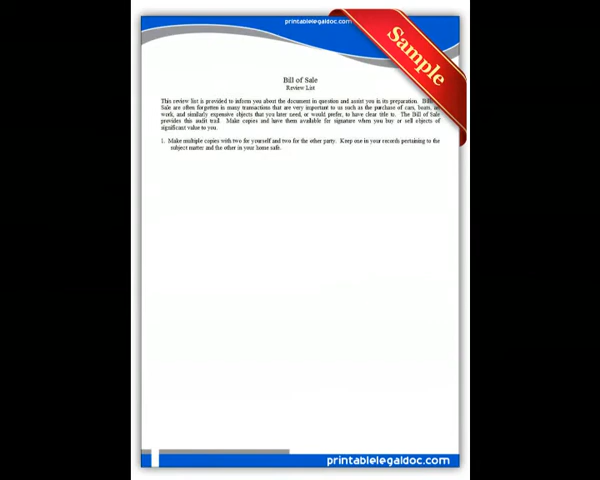 printablelegaldoc.com
Sample
Bill of Sale
Review List
This review list is provided to inform you about the document in question and assist you in its preparation. Bills
Sale are often forgotten in many transactions that are very important to us such as the purchase of cars, boats, art
work, and similarly expensive objects that you later need, or would prefer, to have clear title to. The Bill of Sale
provides this audit trail. Make copies and have them available for signature when you buy or sell objects of
significant value to you.
1. Make multiple copies with two for yourself and two for the other party. Keep one in your records pertaining to the
subject matter and the other in your home safe.
printablelegaldoc.com